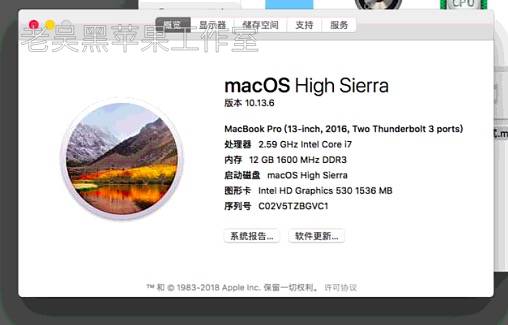 CPU
概览 显示器 储存空间 支持 服务
老吴黑苹果工作室
macOS High Sierra
版本 10.13.6
MacBook Pro (13-inch, 2016, Two Thunderbolt 3 ports)
处理器 2.59 GHz Intel Core i7
内存 12 GB 1600 MHz DDR3
启动磁盘 macOS High Sierra
图形卡 Intel HD Graphics 530 1536 MB
序列号 C02V5TZBGVC1
系统报告... 软件更新...
™ 和 © 1983-2018 Apple Inc. 保留一切权利。 许可协议